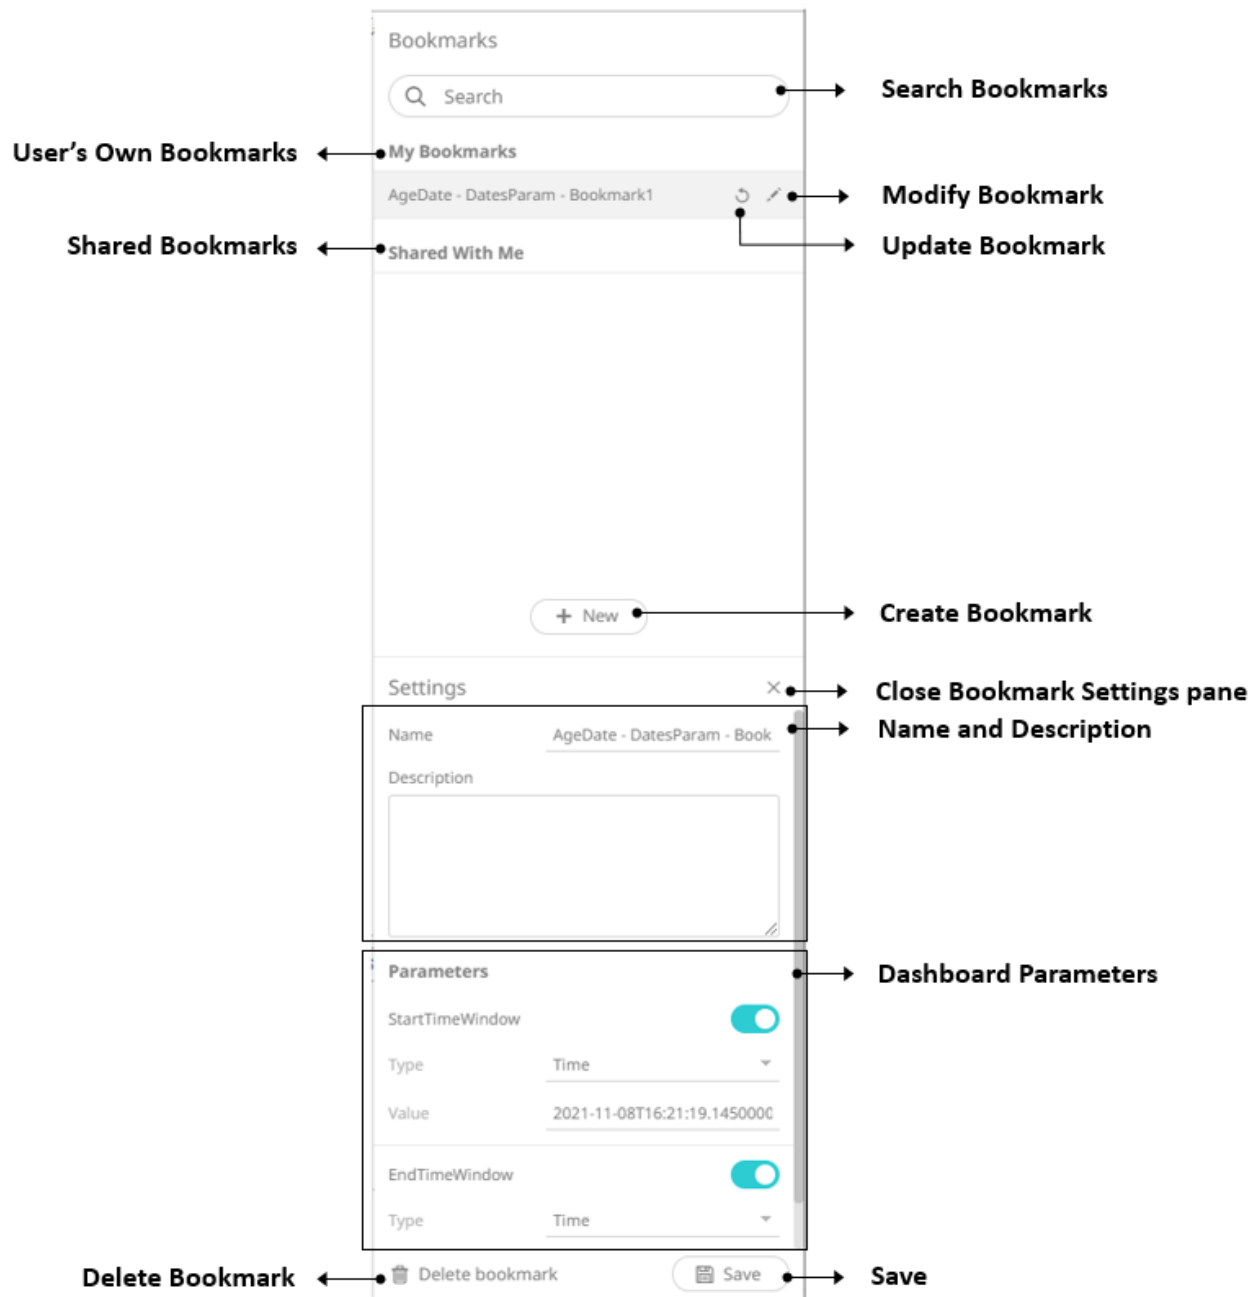 Bookmarks
Search
Search Bookmarks
User's Own Bookmarks
My Bookmarks
AgeDate - DatesParam - Bookmark1
Modify Bookmark
Update Bookmark
Shared Bookmarks
Shared With Me
+ New
Create Bookmark
Settings
Close Bookmark Settings pane
Name
AgeDate - DatesParam - Book
Name and Description
Description
Parameters
Dashboard Parameters
StartTimeWindow
Type
Time
Value
2021-11-08T16:21:19.1450000
EndTimeWindow
Type
Time
Delete Bookmark
Delete bookmark
Save
Save